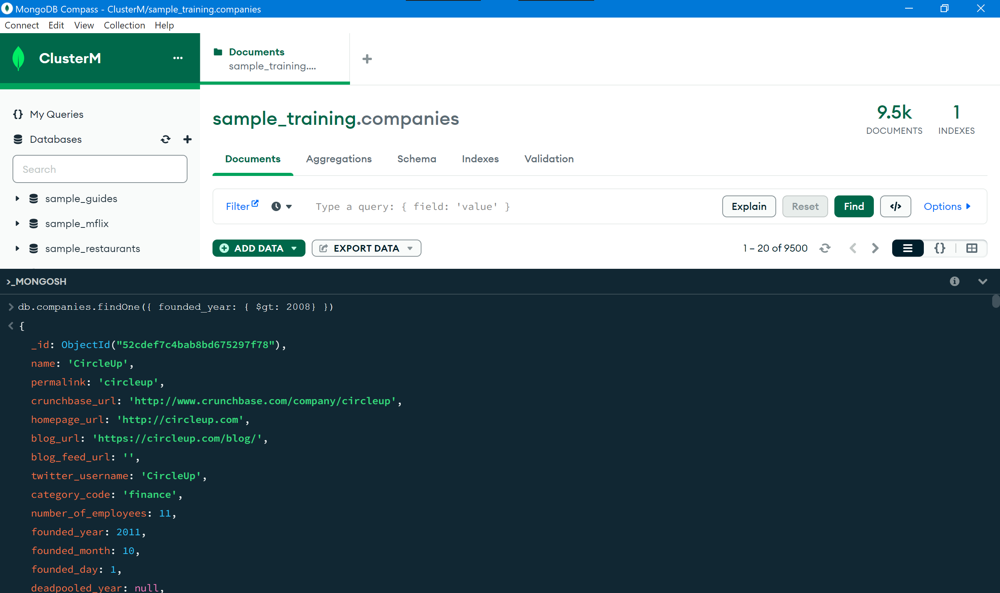 MongoDB Compass - ClusterM/sample_training.companies
Connect Edit View Collection Help
ClusterM ...
Documents
sample_training....
My Queries
Databases
Search
sample_guides
sample_mflix
sample_restaurants
sample_training.companies
9.5k
DOCUMENTS
1
INDEXES
Documents Aggregations Schema Indexes Validation
Filter Type a query: { field: 'value' } Explain Reset Find </> Options
ADD DATA EXPORT DATA 1 – 20 of 9500 {}
>_MONGOSH
> db.companies.findOne({ founded_year: { $gt: 2008} })
< {
_id: ObjectId("52cdef7c4bab8bd675297f78"),
name: 'CircleUp',
permalink: 'circleup',
crunchbase_url: 'http://www.crunchbase.com/company/circleup',
homepage_url: 'http://circleup.com',
blog_url: 'https://circleup.com/blog/',
blog_feed_url: '',
twitter_username: 'CircleUp',
category_code: 'finance',
number_of_employees: 11,
founded_year: 2011,
founded_month: 10,
founded_day: 1,
deadpooled_year: null,